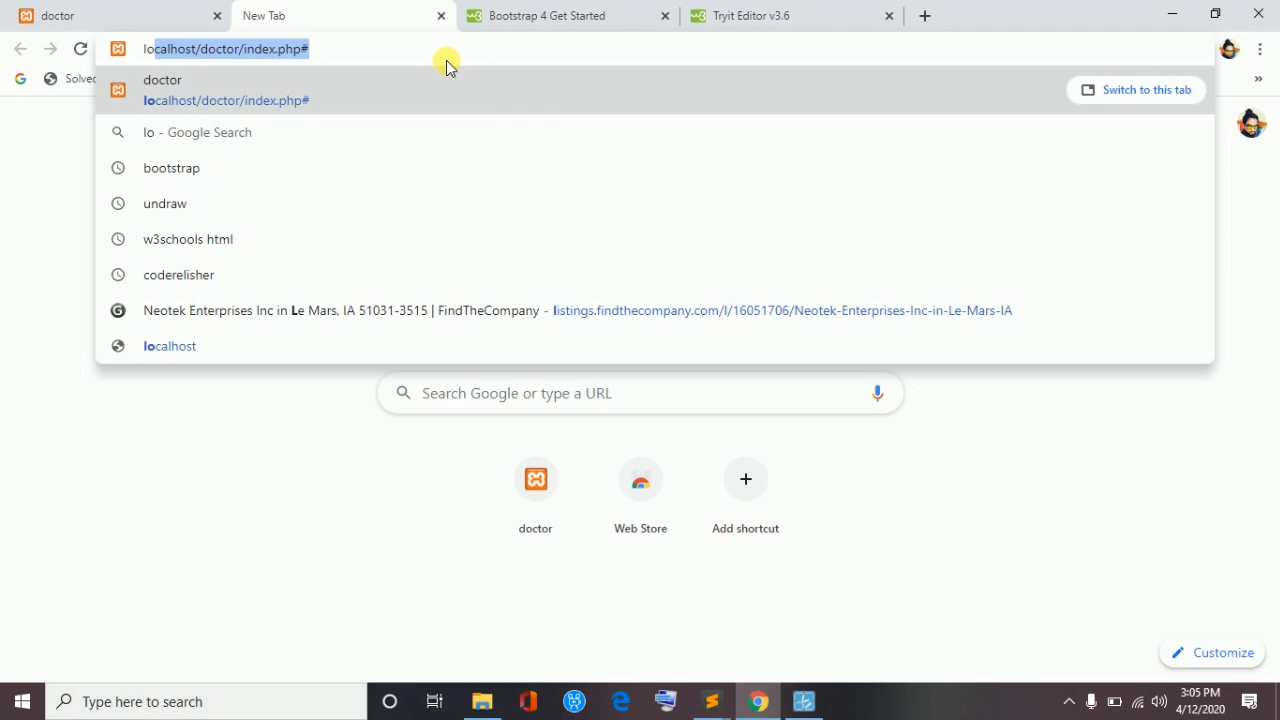 doctor
New Tab
Bootstrap 4 Get Started
Tryit Editor v3.6
localhost/doctor/index.php#
Solved
doctor
localhost/doctor/index.php#
Switch to this tab
lo - Google Search
bootstrap
undraw
w3schools html
coderelisher
Neotek Enterprises Inc in Le Mars, IA 51031-3515 | FindTheCompany - listings.findthecompany.com/l/16051706/Neotek-Enterprises-Inc-in-Le-Mars-IA
localhost
Search Google or type a URL
doctor
Web Store
Add shortcut
Customize
Type here to search
3:05 PM
4/12/2020